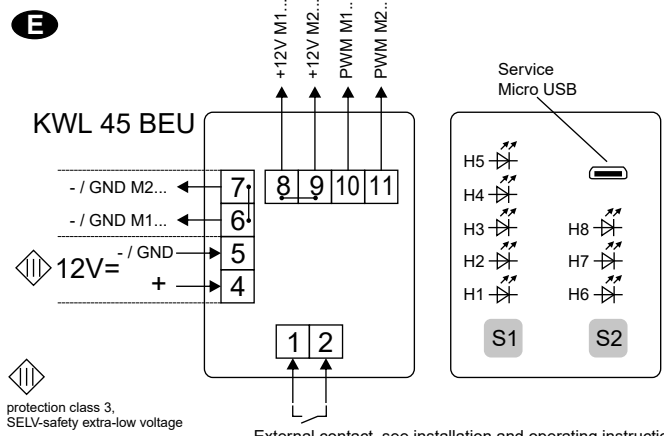 E
+12V M1...
+12V M2...
PWM M1..
PWM M2..
Service
Micro USB
KWL 45 BEU
- / GND M2...
7
8
9
10
11
- / GND M1...
6
- / GND
5
12V=
+
4
1
2
H5
H4
H3
H8
H2
H7
H1
H6
S1
S2
protection class 3,
SELV-safety extra-low voltage
External contact, see installation and operating instructi